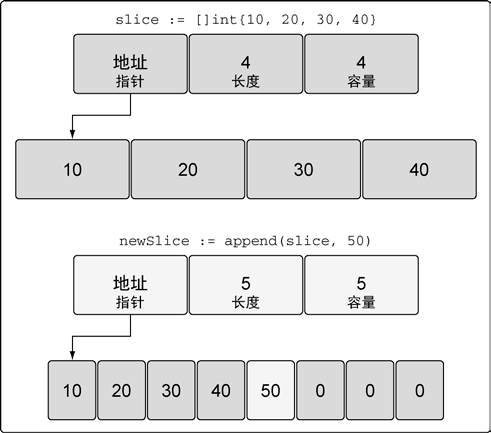 slice := []int{10, 20, 30, 40}
地址 4 4
指针 长度 容量
10 20 30 40
newSlice := append(slice, 50)
地址 5 5
指针 长度 容量
10 20 30 40 50 0 0 0